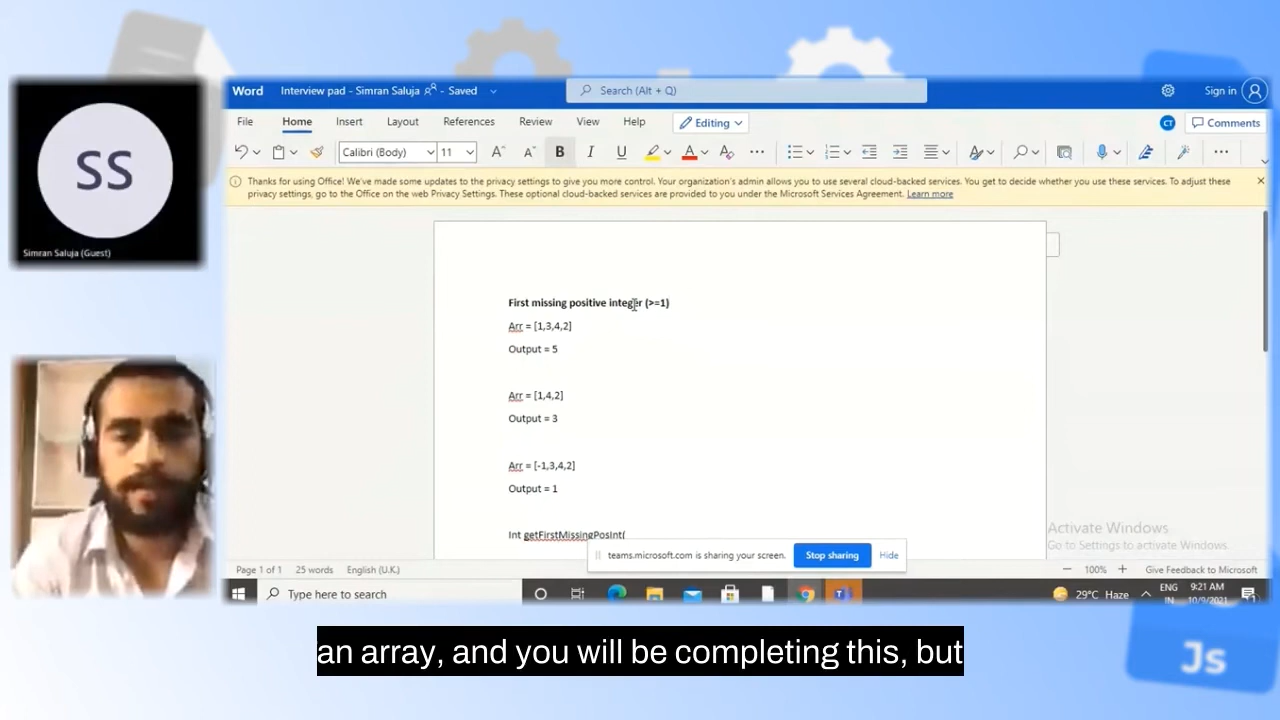 Word Interview pad - Simran Saluja - Saved Search (Alt + Q) Sign in
File Home Insert Layout References Review View Help Editing CT Comments
Calibri (Body) 11 A A B I U A A
Thanks for using Office! We've made some updates to the privacy settings to give you more control. Your organization's admin allows you to use several cloud-backed services. You get to decide whether you use these services. To adjust these
privacy settings, go to the Office on the web Privacy Settings. These optional cloud-backed services are provided to you under the Microsoft Services Agreement. Learn more
SS
Simran Saluja (Guest)
First missing positive integer (>=1)
Arr = [1,3,4,2]
Output = 5
Arr = [1,4,2]
Output = 3
Arr = [-1,3,4,2]
Output = 1
Int getFirstMissingPosInt(
Activate Windows
Go to Settings to activate Windows.
teams.microsoft.com is sharing your screen. Stop sharing Hide
Page 1 of 1 25 words English (U.K.) 100% Give Feedback to Microsoft
Type here to search 29°C Haze ENG IN 9:21 AM 10/9/2021
an array, and you will be completing this, but
Js